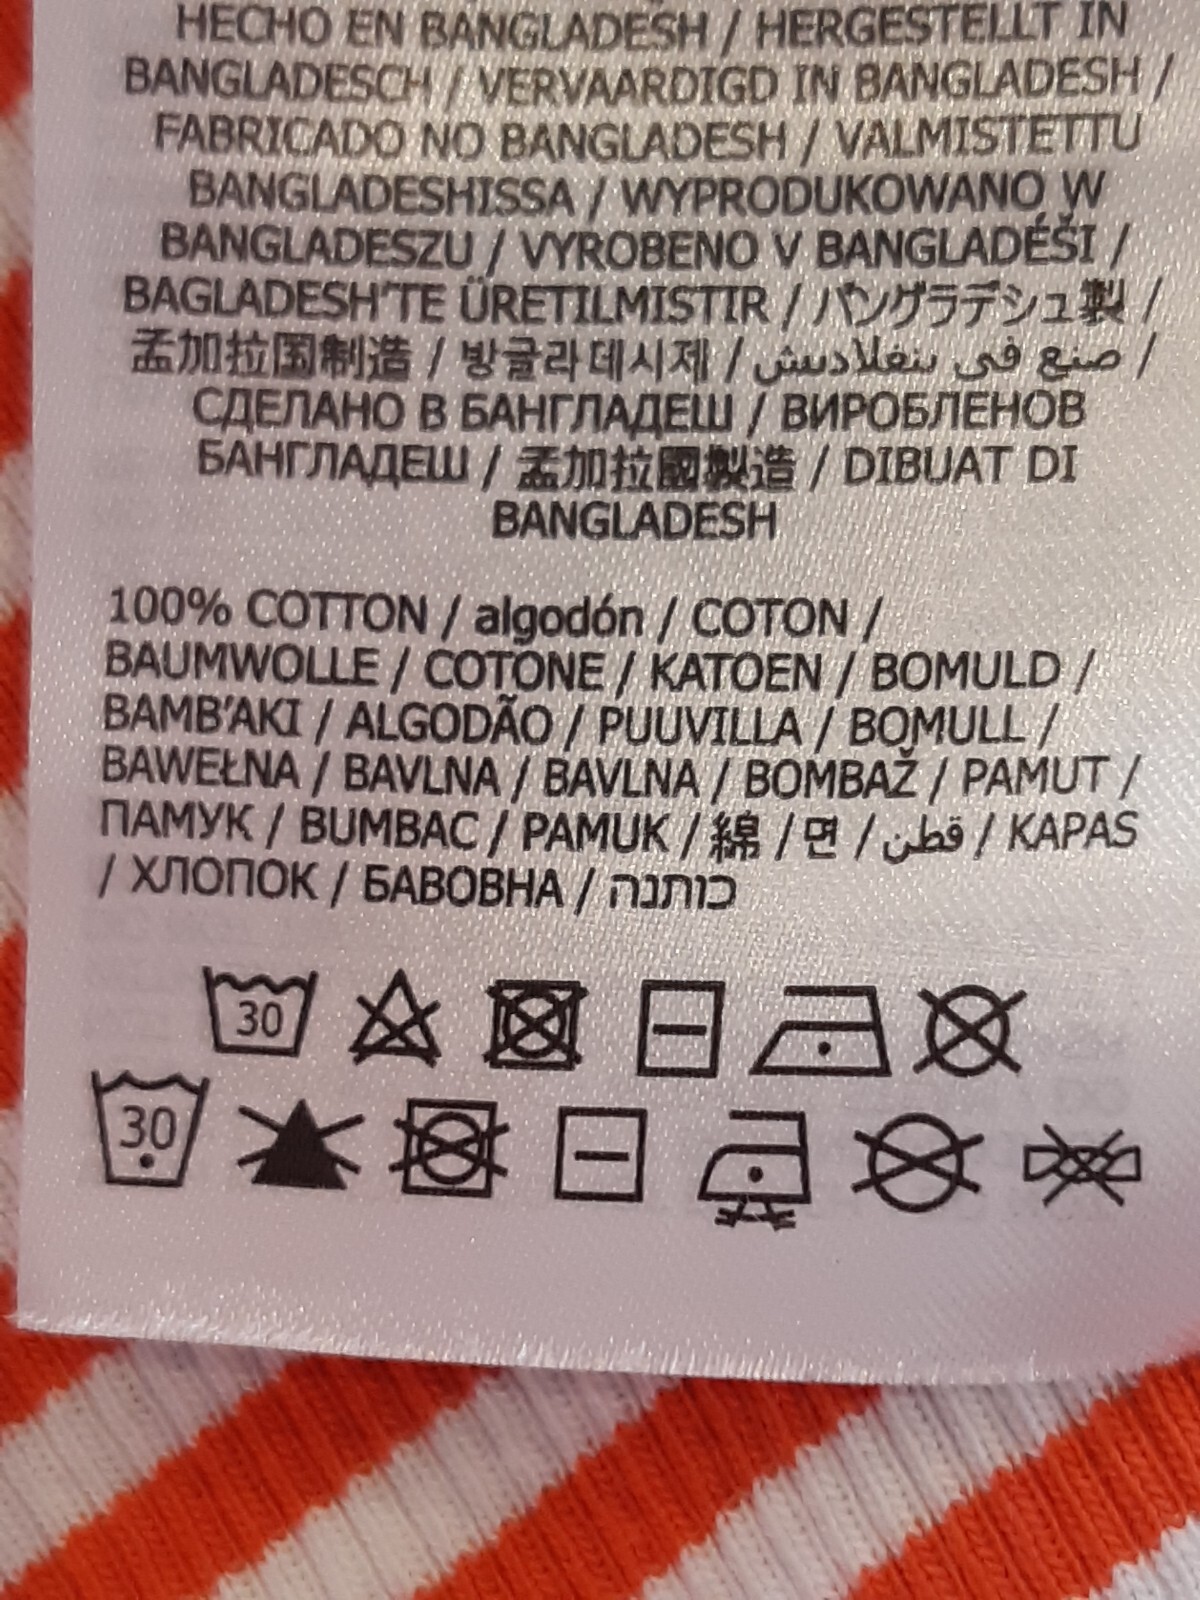 HECHO EN BANGLADESH / HERGESTELLT IN
BANGLADESCH / VERVAARDIGD IN BANGLADESH /
FABRICADO NO BANGLADESH / VALMISTETTU
BANGLADESHISSA / WYPRODUKOWANO W
BANGLADESZU / VYROBENO V BANGLADÉŠI /
BAGLADESH'TE ÜRETILMISTIR / バングラデシュ製 /
孟加拉国制造 / 방글라데시제 / صنع في بنغلاديش /
СДЕЛАНО В БАНГЛАДЕШ / ВИРОБЛЕНОВ
БАНГЛАДЕШ / 孟加拉國製造 / DIBUAT DI
BANGLADESH
100% COTTON / algodón / COTON /
BAUMWOLLE / COTONE / KATOEN / BOMULD /
BAMB'AKI / ALGODÃO / PUUVILLA / BOMULL /
BAWEŁNA / BAVLNA / BAVLNA / BOMBAŽ / PAMUT /
ПАМУК / BUMBAC / PAMUK / 綿 / 면 / قطن / KAPAS
/ ХЛОПОК / БАВОВНА / כותנה
30
30